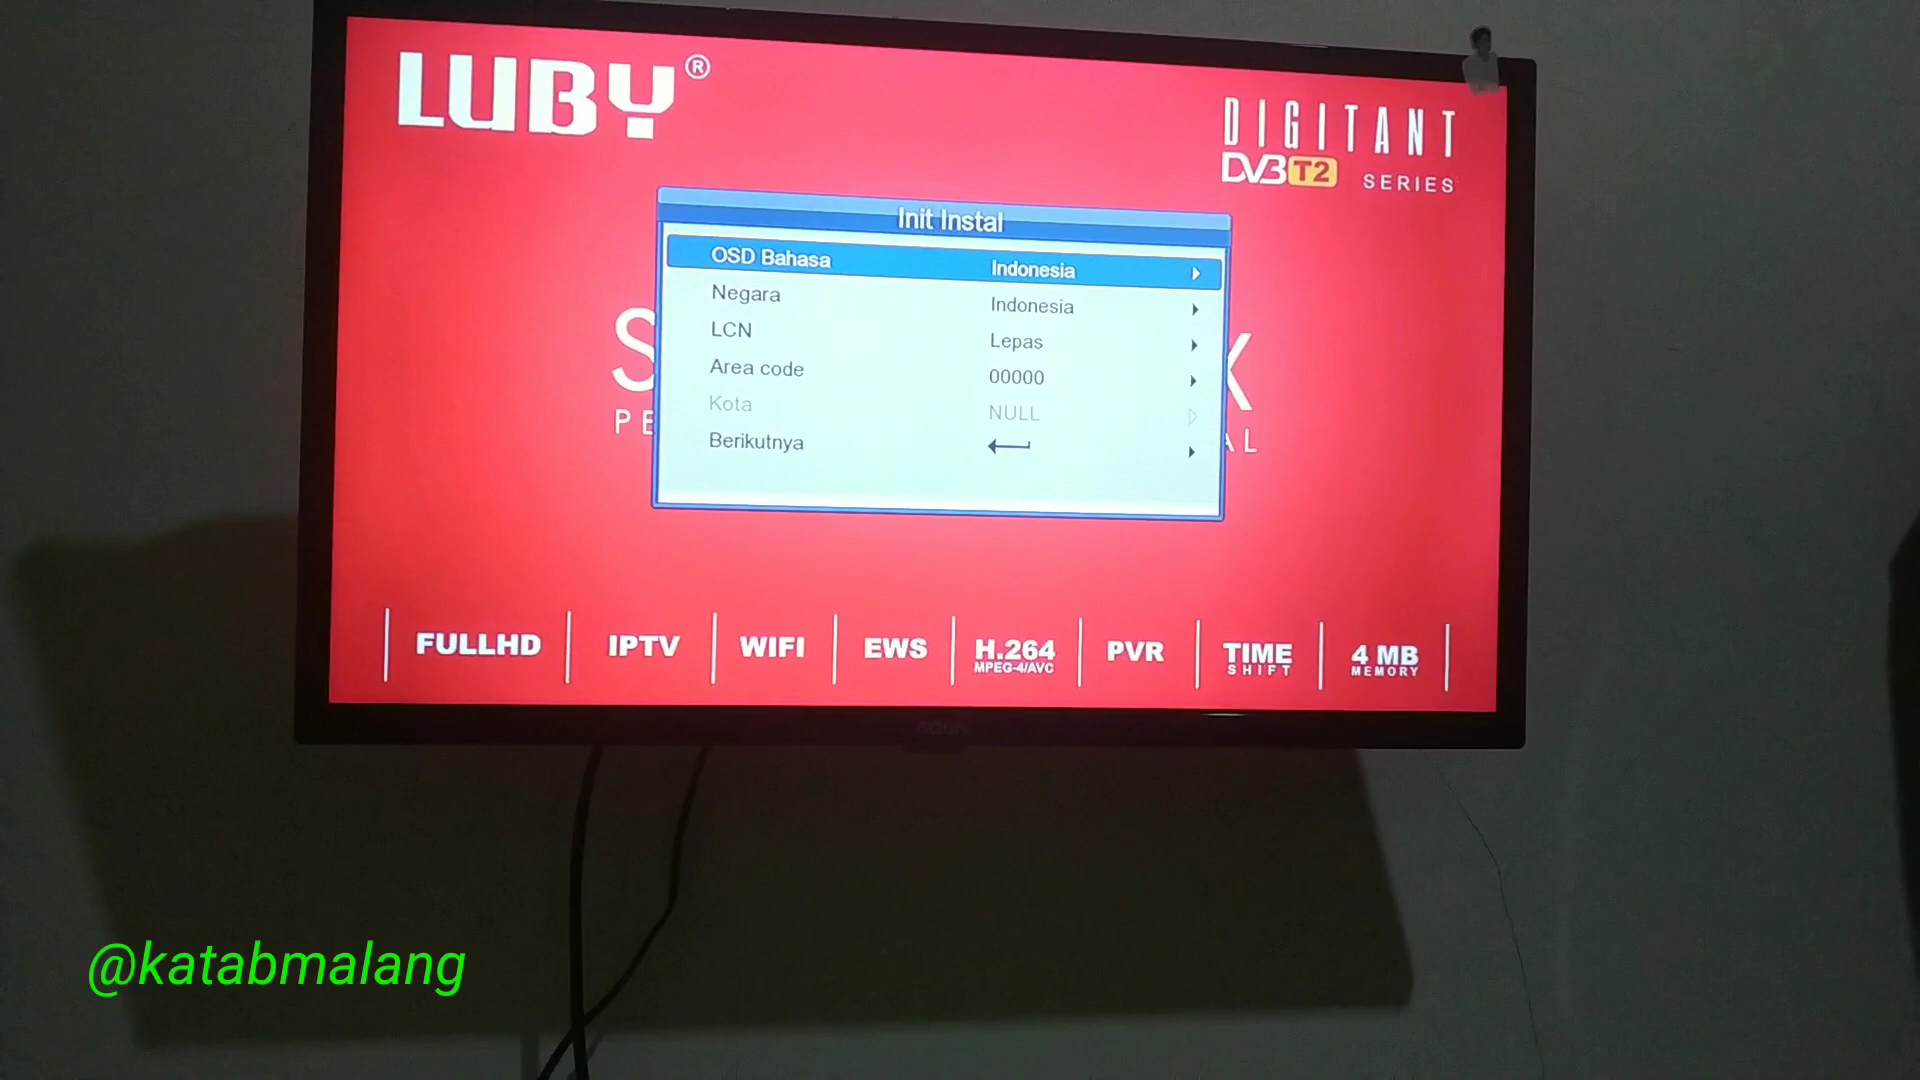 LUBY®
DIGITANT
DVB T2 SERIES
Init Instal
OSD Bahasa Indonesia
Negara Indonesia
LCN Lepas
Area code 00000
Kota NULL
Berikutnya
FULLHD
IPTV
WIFI
EWS
H.264
MPEG-4/AVC
PVR
TIME
SHIFT
4 MB
MEMORY
@katabmalang